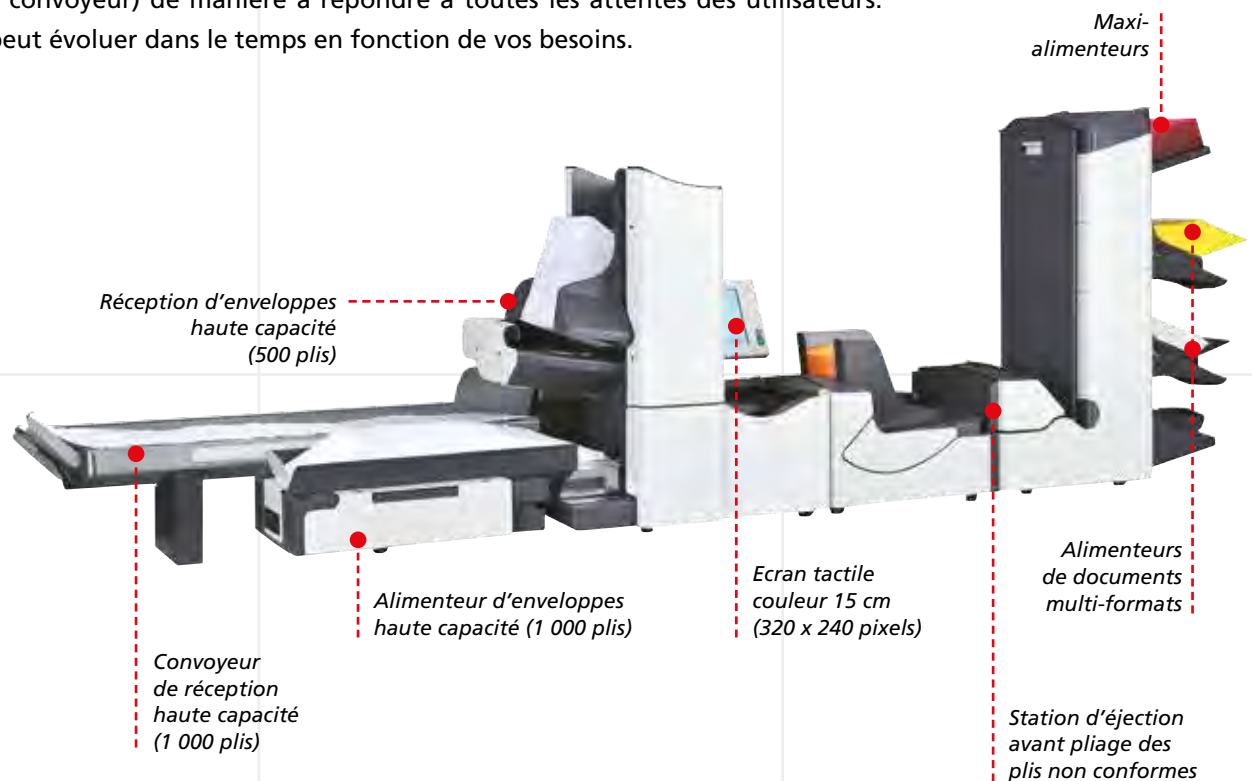 convoyeur) de manière à répondre à toutes les attentes des utilisateurs.
peut évoluer dans le temps en fonction de vos besoins.
Maxi-
alimenteurs
Réception d’enveloppes
haute capacité
(500 plis)
Ecran tactile
couleur 15 cm
(320 x 240 pixels)
Alimenteurs
de documents
multi-formats
Alimenteur d’enveloppes
haute capacité (1 000 plis)
Convoyeur
de réception
haute capacité
(1 000 plis)
Station d’éjection
avant pliage des
plis non conformes